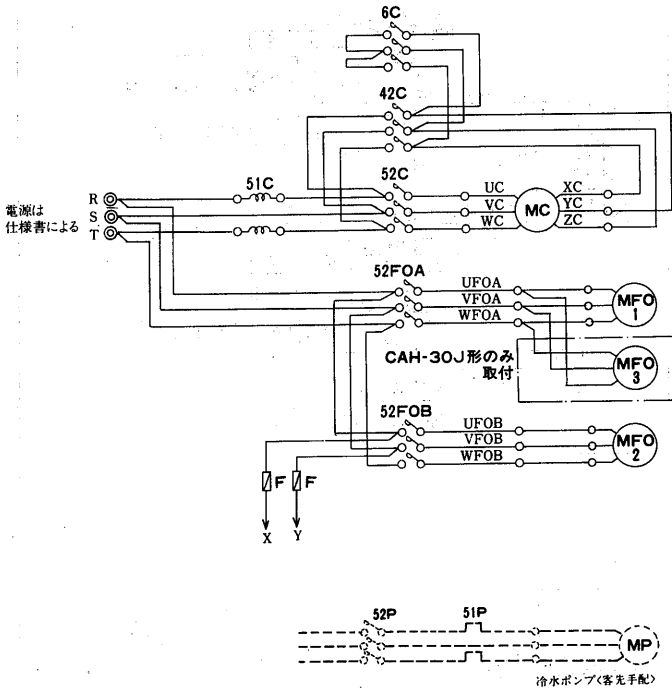 6C
42C
51C
52C
R
S
T
電源は
仕様書による
UC
VC
WC
MC
XC
YC
ZC
52FOA
UFOA
VFOA
WFOA
MFO
1
CAH-30J形のみ
取付
MFO
3
52FOB
UFOB
VFOB
WFOB
MFO
2
F
F
X
Y
52P
51P
MP
冷水ポンプ<客先手配>